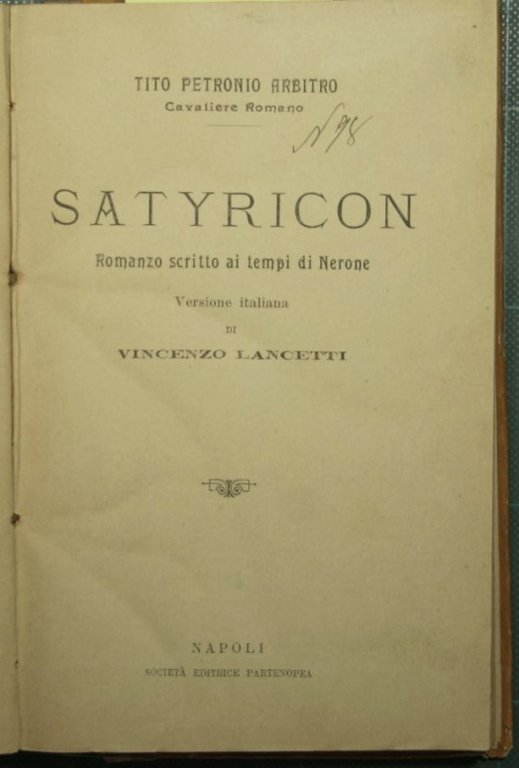 TITO PETRONIO ARBITRO
Cavaliere Romano
N 98
SATYRICON
Romanzo scritto ai tempi di Nerone
Versione italiana
DI
VINCENZO LANCETTI
NAPOLI
SOCIETÀ EDITRICE PARTENOPEA